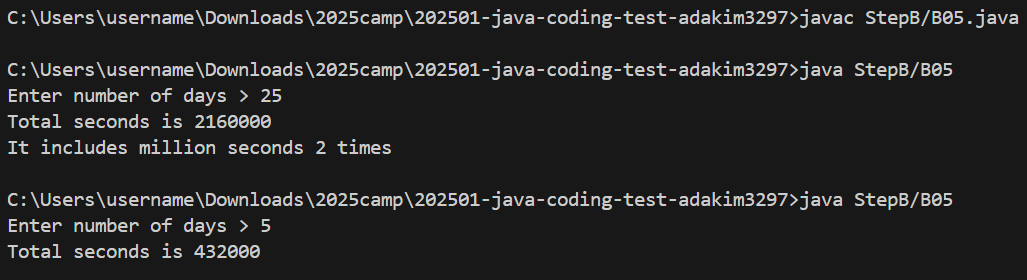 C:\Users\username\Downloads\2025camp\202501-java-coding-test-adakim3297>javac StepB/B05.java
C:\Users\username\Downloads\2025camp\202501-java-coding-test-adakim3297>java StepB/B05
Enter number of days > 25
Total seconds is 2160000
It includes million seconds 2 times
C:\Users\username\Downloads\2025camp\202501-java-coding-test-adakim3297>java StepB/B05
Enter number of days > 5
Total seconds is 432000